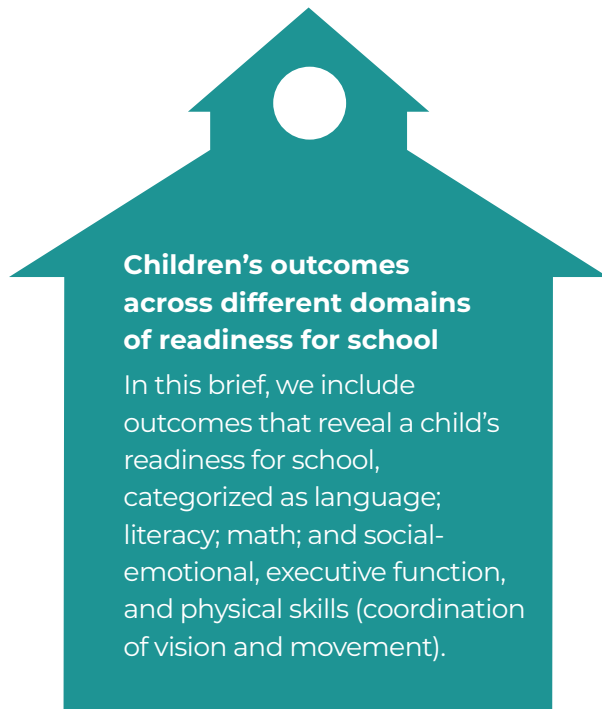 Children’s outcomes
across different domains
of readiness for school
In this brief, we include
outcomes that reveal a child’s
readiness for school,
categorized as language;
literacy; math; and social-
emotional, executive function,
and physical skills (coordination
of vision and movement).